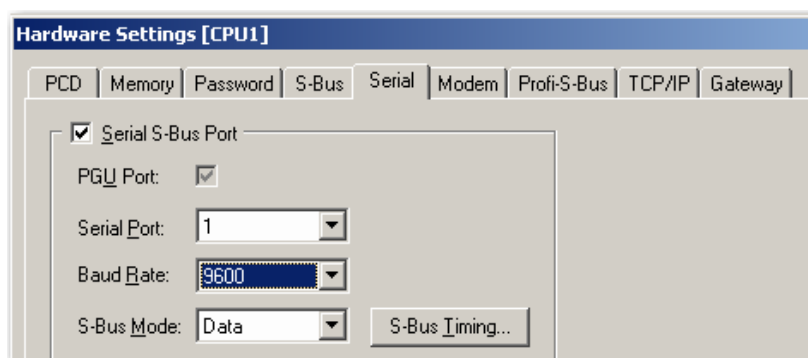 Hardware Settings [CPU1]
PCD Memory Password S-Bus Serial Modem Profi-S-Bus TCP/IP Gateway
Serial S-Bus Port
PGU Port:
Serial Port: 1
Baud Rate: 9600
S-Bus Mode: Data S-Bus Timing...